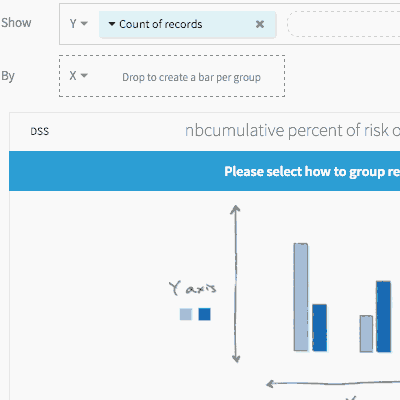 Show Y Count of records
By X Drop to create a bar per group
DSS nbcumulative percent of risk
Please select how to group
Y axis